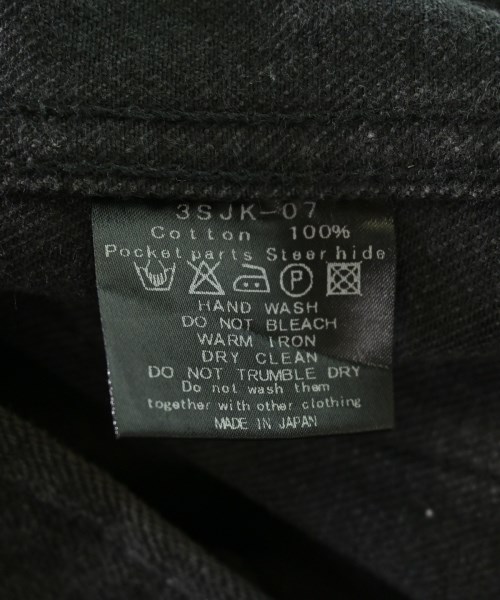 3SJK-07
Cotton 100%
Pocket parts Steer hide
P
HAND WASH
DO NOT BLEACH
WARM IRON
DRY CLEAN
DO NOT TRUMBLE DRY
Do not wash them
together with other clothing
MADE IN JAPAN